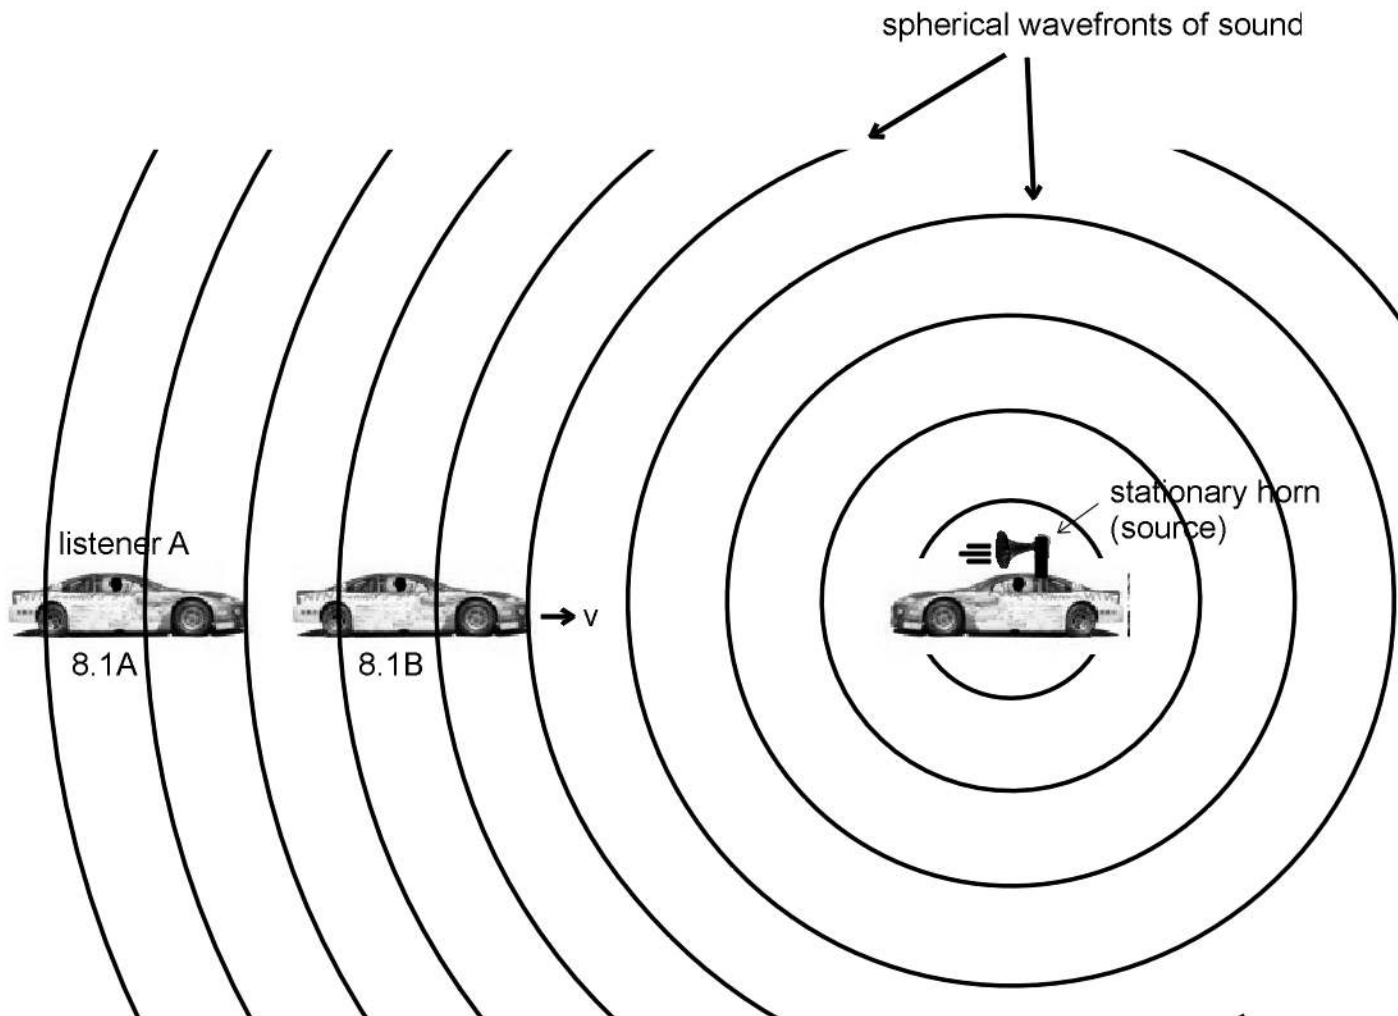 spherical wavefronts of sound
stationary horn
(source)
listener A
v
8.1A
8.1B